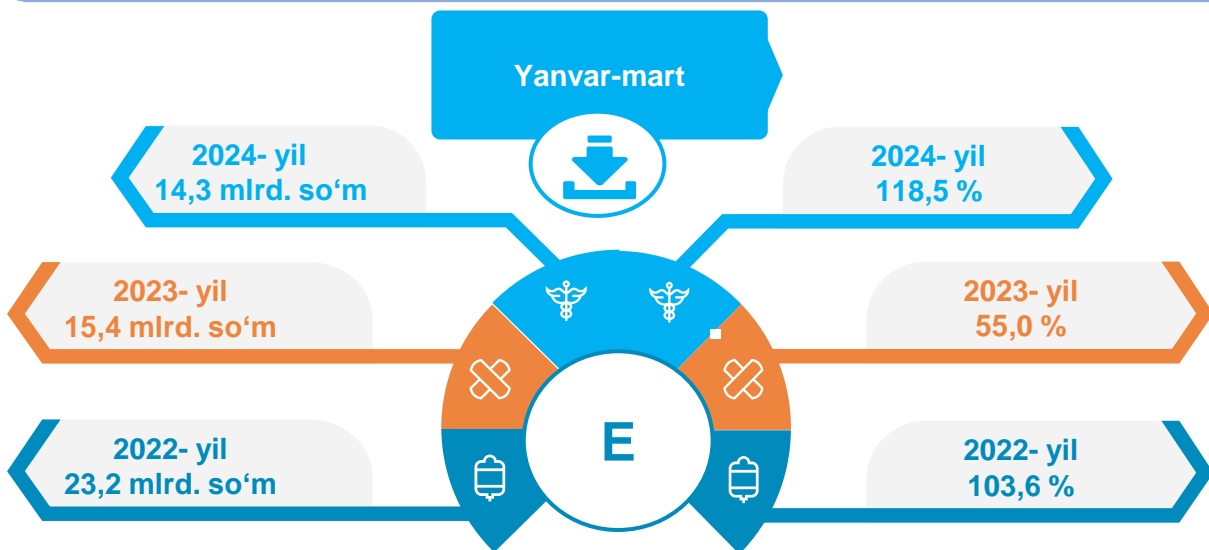 Yanvar-mart
2024- yil
14,3 mlrd. so‘m
2024- yil
118,5 %
2023- yil
15,4 mlrd. so‘m
2023- yil
55,0 %
E
2022- yil
23,2 mlrd. so‘m
2022- yil
103,6 %